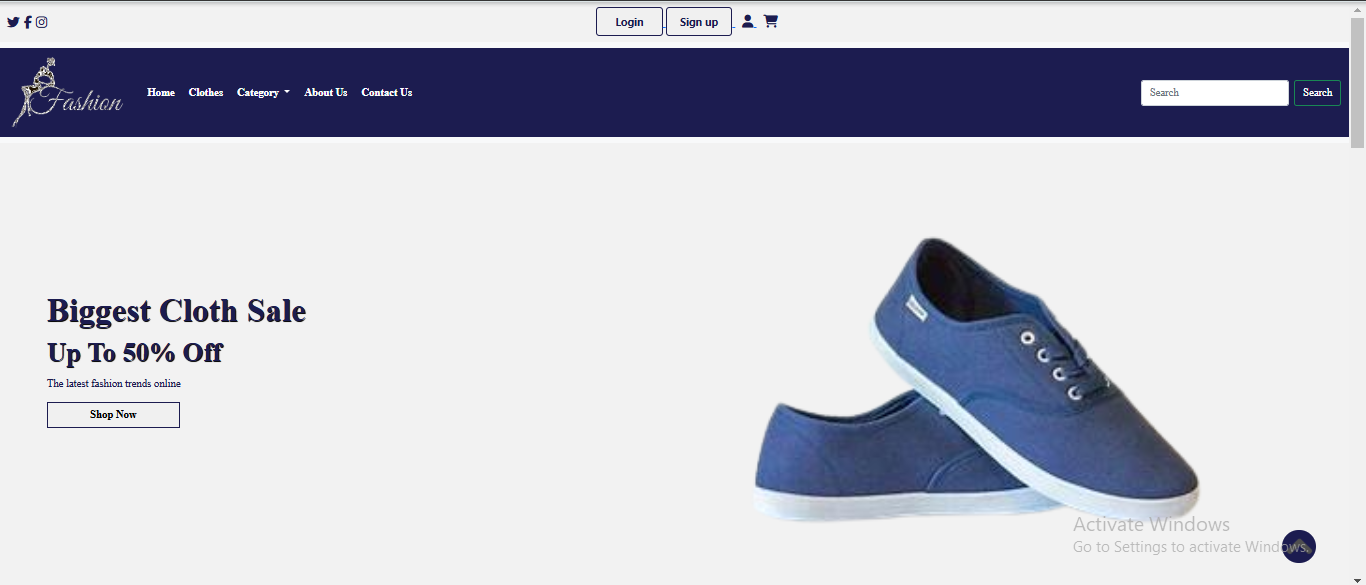 Login Sign up
Fashion
Home Clothes Category About Us Contact Us Search Search
Biggest Cloth Sale
Up To 50% Off
The latest fashion trends online
Shop Now
Activate Windows
Go to Settings to activate Windows.